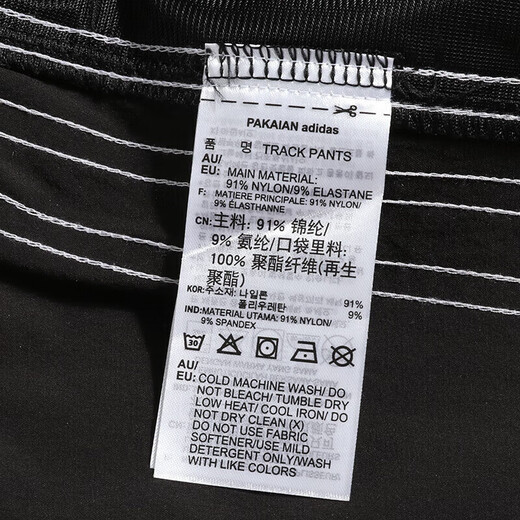 PAKAIAN adidas
품 명 TRACK PANTS
AU/
EU: MAIN MATERIAL:
91% NYLON/9% ELASTANE
F: MATIERE PRINCIPALE: 91% NYLON/
9% ÉLASTHANNE
CN: 主料: 91% 锦纶/
9% 氨纶/口袋里料:
100% 聚酯纤维(再生
聚酯)
KOR: 주소재: 나일론 91%
폴리우레탄 9%
IND: MATERIAL UTAMA: 91% NYLON/
9% SPANDEX
30
AU/
EU: COLD MACHINE WASH/ DO
NOT BLEACH/ TUMBLE DRY
LOW HEAT/ COOL IRON/ DO
NOT DRY CLEAN (X)
DO NOT USE FABRIC
SOFTENER/USE MILD
DETERGENT ONLY/WASH
WITH LIKE COLORS